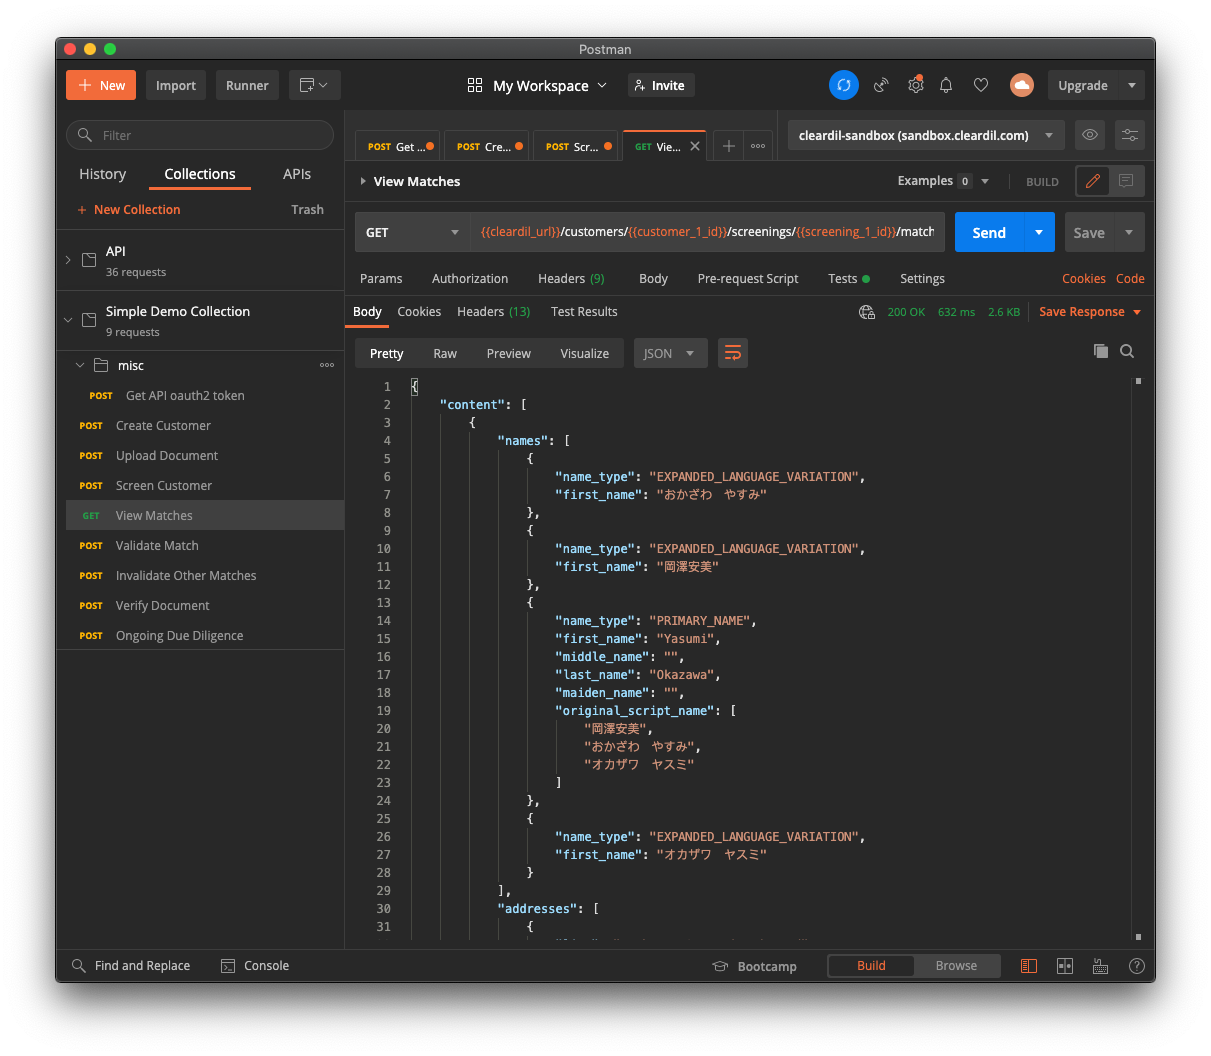 Postman
New
Import
Runner
My Workspace
Invite
Upgrade
Filter
History
Collections
APIs
+ New Collection
Trash
API
36 requests
Simple Demo Collection
9 requests
misc
POST Get API oauth2 token
POST Create Customer
POST Upload Document
POST Screen Customer
GET View Matches
POST Validate Match
POST Invalidate Other Matches
POST Verify Document
POST Ongoing Due Diligence
POST Get ...
POST Cre...
POST Scr...
GET Vie...
cleardil-sandbox (sandbox.cleardil.com)
View Matches
Examples 0
BUILD
GET
{{cleardil_url}}/customers/{{customer_1_id}}/screenings/{{screening_1_id}}/match
Send
Save
Params
Authorization
Headers (9)
Body
Pre-request Script
Tests
Settings
Cookies
Code
Body
Cookies
Headers (13)
Test Results
200 OK
632 ms
2.6 KB
Save Response
Pretty
Raw
Preview
Visualize
JSON
1 {
2 "content": [
3 {
4 "names": [
5 {
6 "name_type": "EXPANDED_LANGUAGE_VARIATION",
7 "first_name": "おかざわ　やすみ"
8 },
9 {
10 "name_type": "EXPANDED_LANGUAGE_VARIATION",
11 "first_name": "岡澤安美"
12 },
13 {
14 "name_type": "PRIMARY_NAME",
15 "first_name": "Yasumi",
16 "middle_name": "",
17 "last_name": "Okazawa",
18 "maiden_name": "",
19 "original_script_name": [
20 "岡澤安美",
21 "おかざわ　やすみ",
22 "オカザワ　ヤスミ"
23 ]
24 },
25 {
26 "name_type": "EXPANDED_LANGUAGE_VARIATION",
27 "first_name": "オカザワ　ヤスミ"
28 }
29 ],
30 "addresses": [
31 {
Find and Replace
Console
Bootcamp
Build
Browse